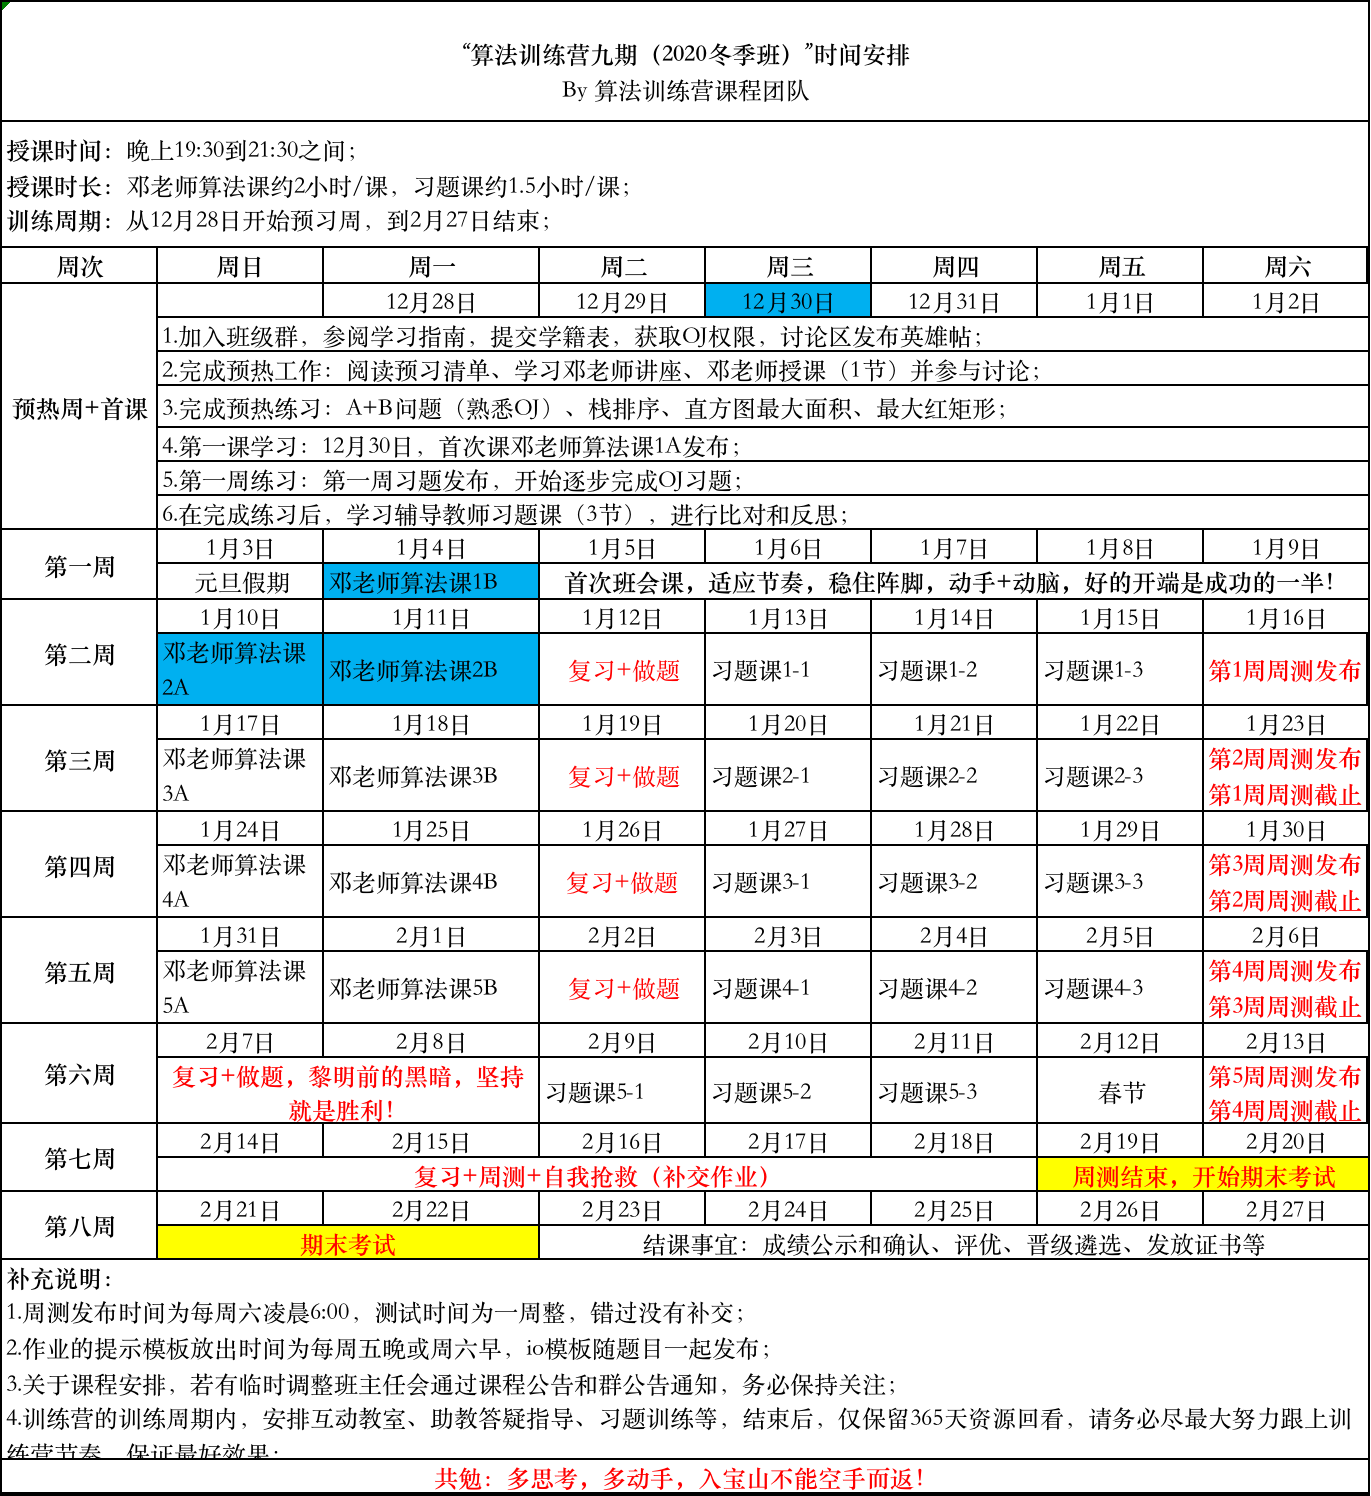 “算法训练营九期（2020冬季班）”时间安排
By 算法训练营课程团队
授课时间：晚上19:30到21:30之间；
授课时长：邓老师算法课约2小时/课，习题课约1.5小时/课；
训练周期：从12月28日开始预习周，到2月27日结束；
周次 周日 周一 周二 周三 周四 周五 周六
12月28日 12月29日 12月30日 12月31日 1月1日 1月2日
预热周+首课
1.加入班级群，参阅学习指南，提交学籍表，获取OJ权限，讨论区发布英雄帖；
2.完成预热工作：阅读预习清单、学习邓老师讲座、邓老师授课（1节）并参与讨论；
3.完成预热练习：A+B问题（熟悉OJ）、栈排序、直方图最大面积、最大红矩形；
4.第一课学习：12月30日，首次课邓老师算法课1A发布；
5.第一周练习：第一周习题发布，开始逐步完成OJ习题；
6.在完成练习后，学习辅导教师习题课（3节），进行比对和反思；
第一周
1月3日 1月4日 1月5日 1月6日 1月7日 1月8日 1月9日
元旦假期 邓老师算法课1B 首次班会课，适应节奏，稳住阵脚，动手+动脑，好的开端是成功的一半！
第二周
1月10日 1月11日 1月12日 1月13日 1月14日 1月15日 1月16日
邓老师算法课
2A
邓老师算法课2B 复习+做题 习题课1-1 习题课1-2 习题课1-3 第1周周测发布
第三周
1月17日 1月18日 1月19日 1月20日 1月21日 1月22日 1月23日
邓老师算法课
3A
邓老师算法课3B 复习+做题 习题课2-1 习题课2-2 习题课2-3
第2周周测发布
第1周周测截止
第四周
1月24日 1月25日 1月26日 1月27日 1月28日 1月29日 1月30日
邓老师算法课
4A
邓老师算法课4B 复习+做题 习题课3-1 习题课3-2 习题课3-3
第3周周测发布
第2周周测截止
第五周
1月31日 2月1日 2月2日 2月3日 2月4日 2月5日 2月6日
邓老师算法课
5A
邓老师算法课5B 复习+做题 习题课4-1 习题课4-2 习题课4-3
第4周周测发布
第3周周测截止
第六周
2月7日 2月8日 2月9日 2月10日 2月11日 2月12日 2月13日
复习+做题，黎明前的黑暗，坚持
就是胜利！
习题课5-1 习题课5-2 习题课5-3 春节
第5周周测发布
第4周周测截止
第七周
2月14日 2月15日 2月16日 2月17日 2月18日 2月19日 2月20日
复习+周测+自我抢救（补交作业） 周测结束，开始期末考试
第八周
2月21日 2月22日 2月23日 2月24日 2月25日 2月26日 2月27日
期末考试 结课事宜：成绩公示和确认、评优、晋级遴选、发放证书等
补充说明：
1.周测发布时间为每周六凌晨6:00，测试时间为一周整，错过没有补交；
2.作业的提示模板放出时间为每周五晚或周六早，io模板随题目一起发布；
3.关于课程安排，若有临时调整班主任会通过课程公告和群公告通知，务必保持关注；
4.训练营的训练周期内，安排互动教室、助教答疑指导、习题训练等，结束后，仅保留365天资源回看，请务必尽最大努力跟上训
练营节奏，保证最好效果；
共勉：多思考，多动手，入宝山不能空手而返！